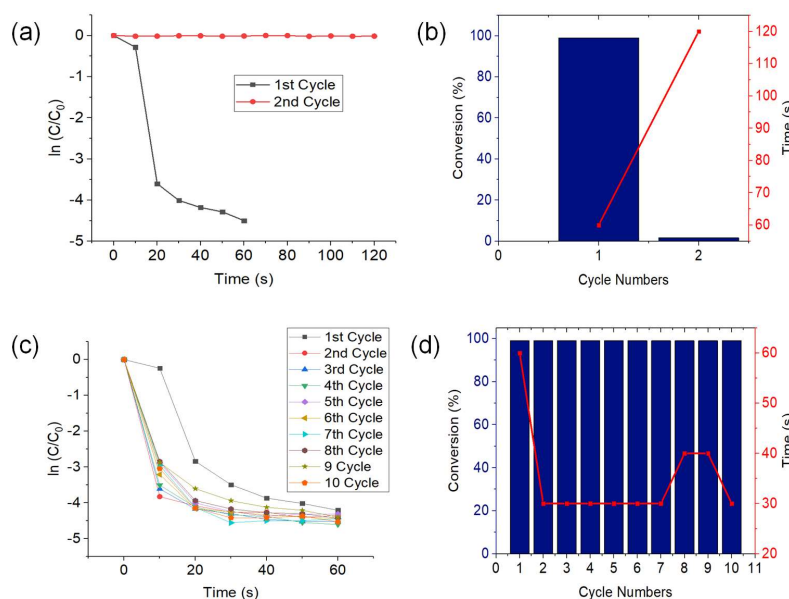 (a)
ln (C/C0)
0
-1
-2
-3
-4
-5
0 20 40 60 80 100 120
Time (s)
1st Cycle
2nd Cycle
(b)
Conversion (%)
100
80
60
40
20
0
0 1 2
Cycle Numbers
120
110
100
90
80
70
60
Time (s)
(c)
ln (C/C0)
0
-1
-2
-3
-4
-5
0 20 40 60
Time (s)
1st Cycle
2nd Cycle
3rd Cycle
4th Cycle
5th Cycle
6th Cycle
7th Cycle
8th Cycle
9 Cycle
10 Cycle
(d)
Conversion (%)
100
80
60
40
20
0
0 1 2 3 4 5 6 7 8 9 10 11
Cycle Numbers
60
50
40
30
20
Time (s)